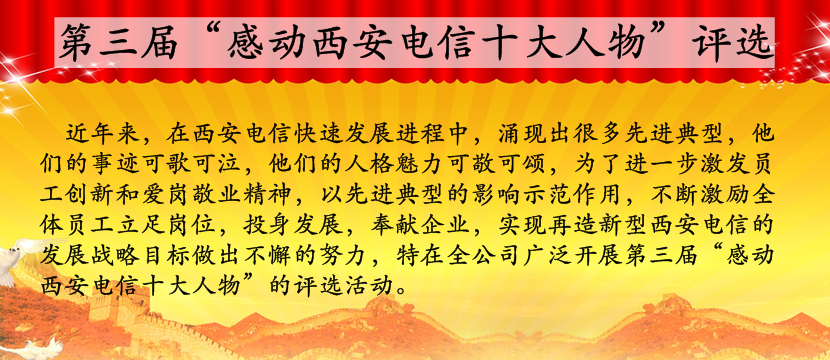 第三届“感动西安电信十大人物”评选
近年来，在西安电信快速发展进程中，涌现出很多先进典型，他
们的事迹可歌可泣，他们的人格魅力可敬可颂，为了进一步激发员
工创新和爱岗敬业精神，以先进典型的影响示范作用，不断激励全
体员工立足岗位，投身发展，奉献企业，实现再造新型西安电信的
发展战略目标做出不懈的努力，特在全公司广泛开展第三届“感动
西安电信十大人物”的评选活动。